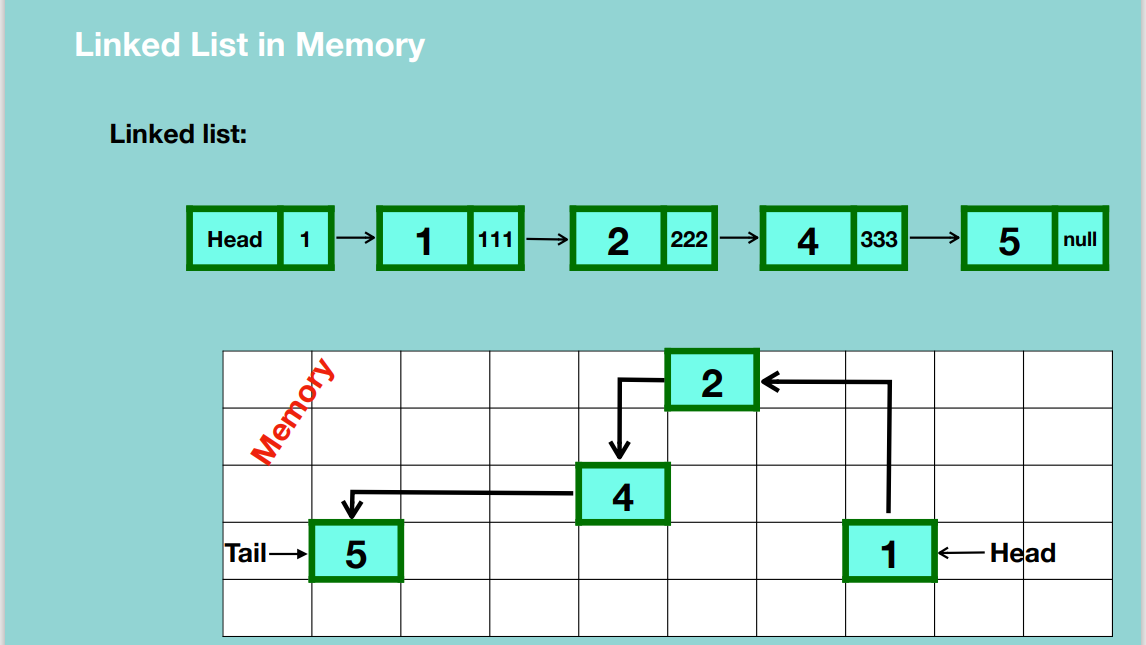 Linked List in Memory
Linked list:
Head 1 1 111 2 222 4 333 5 null
Memory
2
4
Tail 5 1 Head